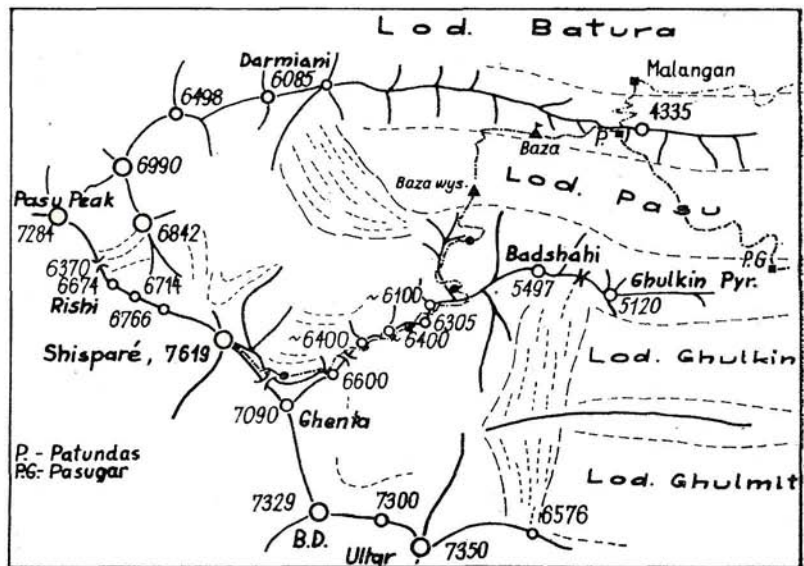 Lod. Batura
Darmiani
6085
Malangan
6498
4335
P.
Baza
6990
Baza wys.
Lod. Pasu
Pasu Peak
7284
6842
Badshahi
P.G.
6370
6674
6714
5497
Ghulkin Pyr.
Rishi
~6100
5120
6766
6305
Shisparé, 7619
~6400
6400
Lod. Ghulkin
6600
7090
Ghenta
P. - Patundas
P.G.- Pasugar
Lod. Ghulmit
7329
7300
6576
B.D.
Ultar
7350